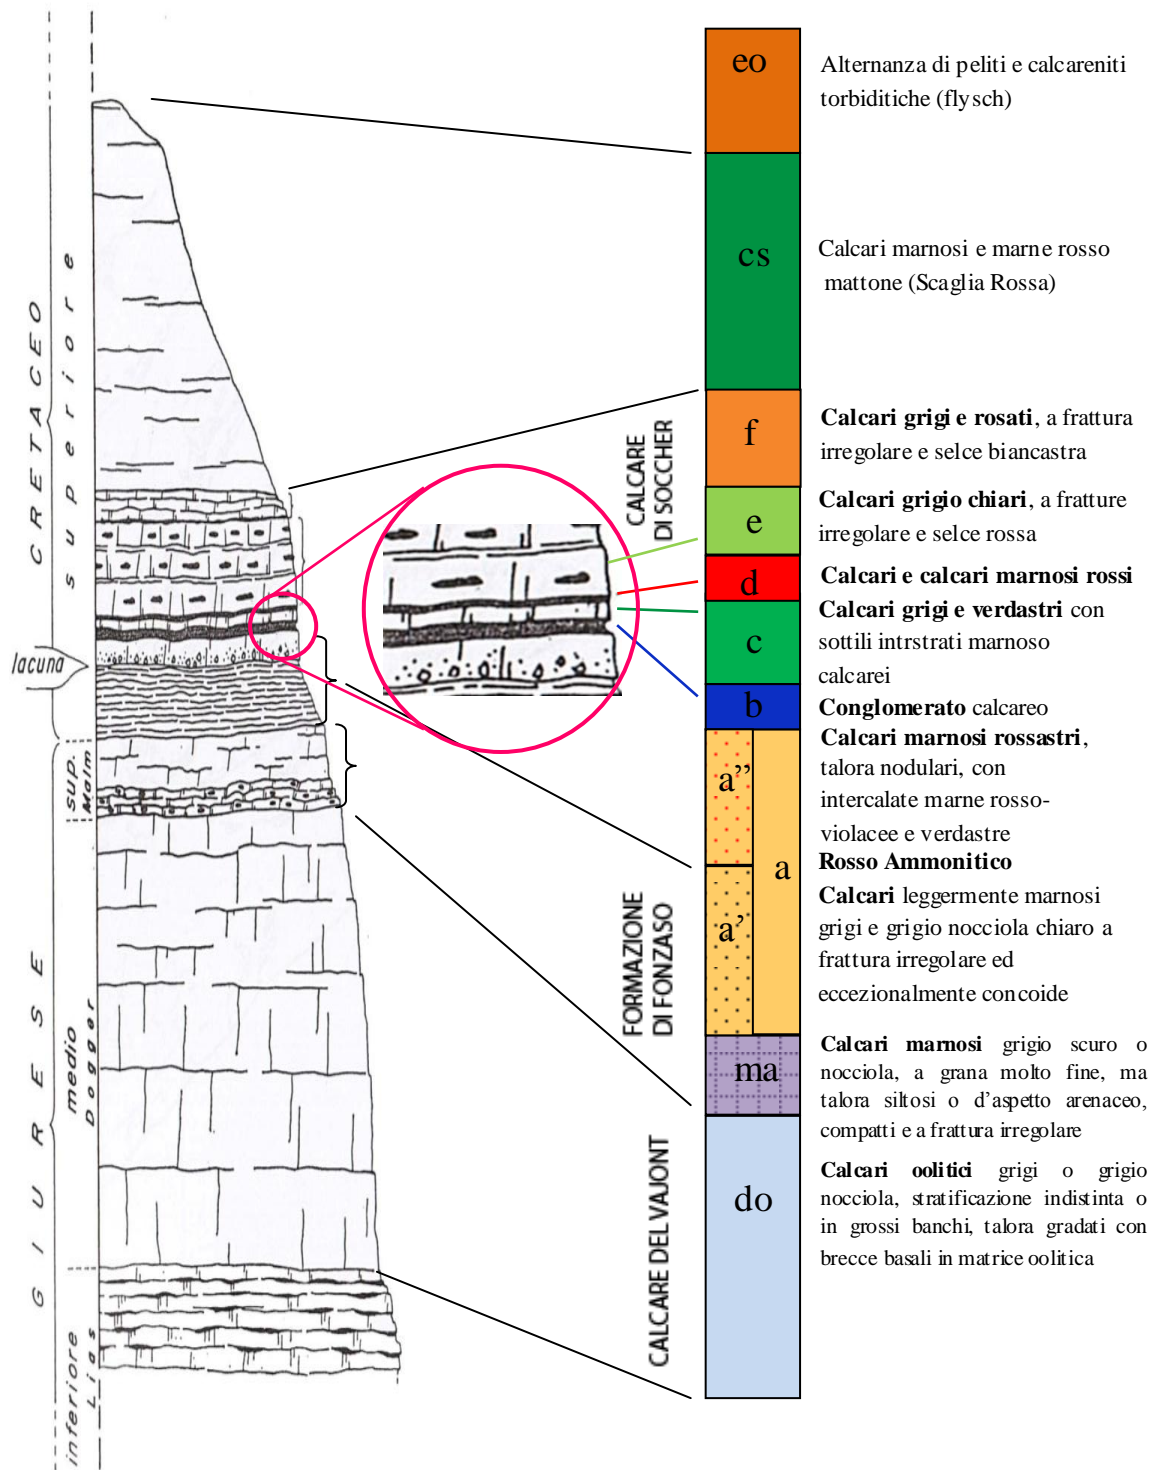 CRETACEO
superiore
lacuna
GIURESE
sup.
Malm
medio
Dogger
inferiore
Lias
CALCARE
DI SOCCHER
FORMAZIONE
DI FONZASO
CALCARE DEL VAJONT
eo
Alternanza di peliti e calcareniti
torbiditiche (flysch)
cs
Calcari marnosi e marne rosso
mattone (Scaglia Rossa)
f
Calcari grigi e rosati, a frattura
irregolare e selce biancastra
e
Calcari grigio chiari, a fratture
irregolare e selce rossa
d
Calcari e calcari marnosi rossi
c
Calcari grigi e verdastri con
sottili intrstrati marnoso
calcarei
b
Conglomerato calcareo
a”
a
Calcari marnosi rossastri,
talora nodulari, con
intercalate marne rosso-
violacee e verdastre
Rosso Ammonitico
a’
Calcari leggermente marnosi
grigi e grigio nocciola chiaro a
frattura irregolare ed
eccezionalmente concoide
ma
Calcari marnosi grigio scuro o
nocciola, a grana molto fine, ma
talora siltosi o d’aspetto arenaceo,
compatti e a frattura irregolare
do
Calcari oolitici grigi o grigio
nocciola, stratificazione indistinta o
in grossi banchi, talora gradati con
brecce basali in matrice oolitica